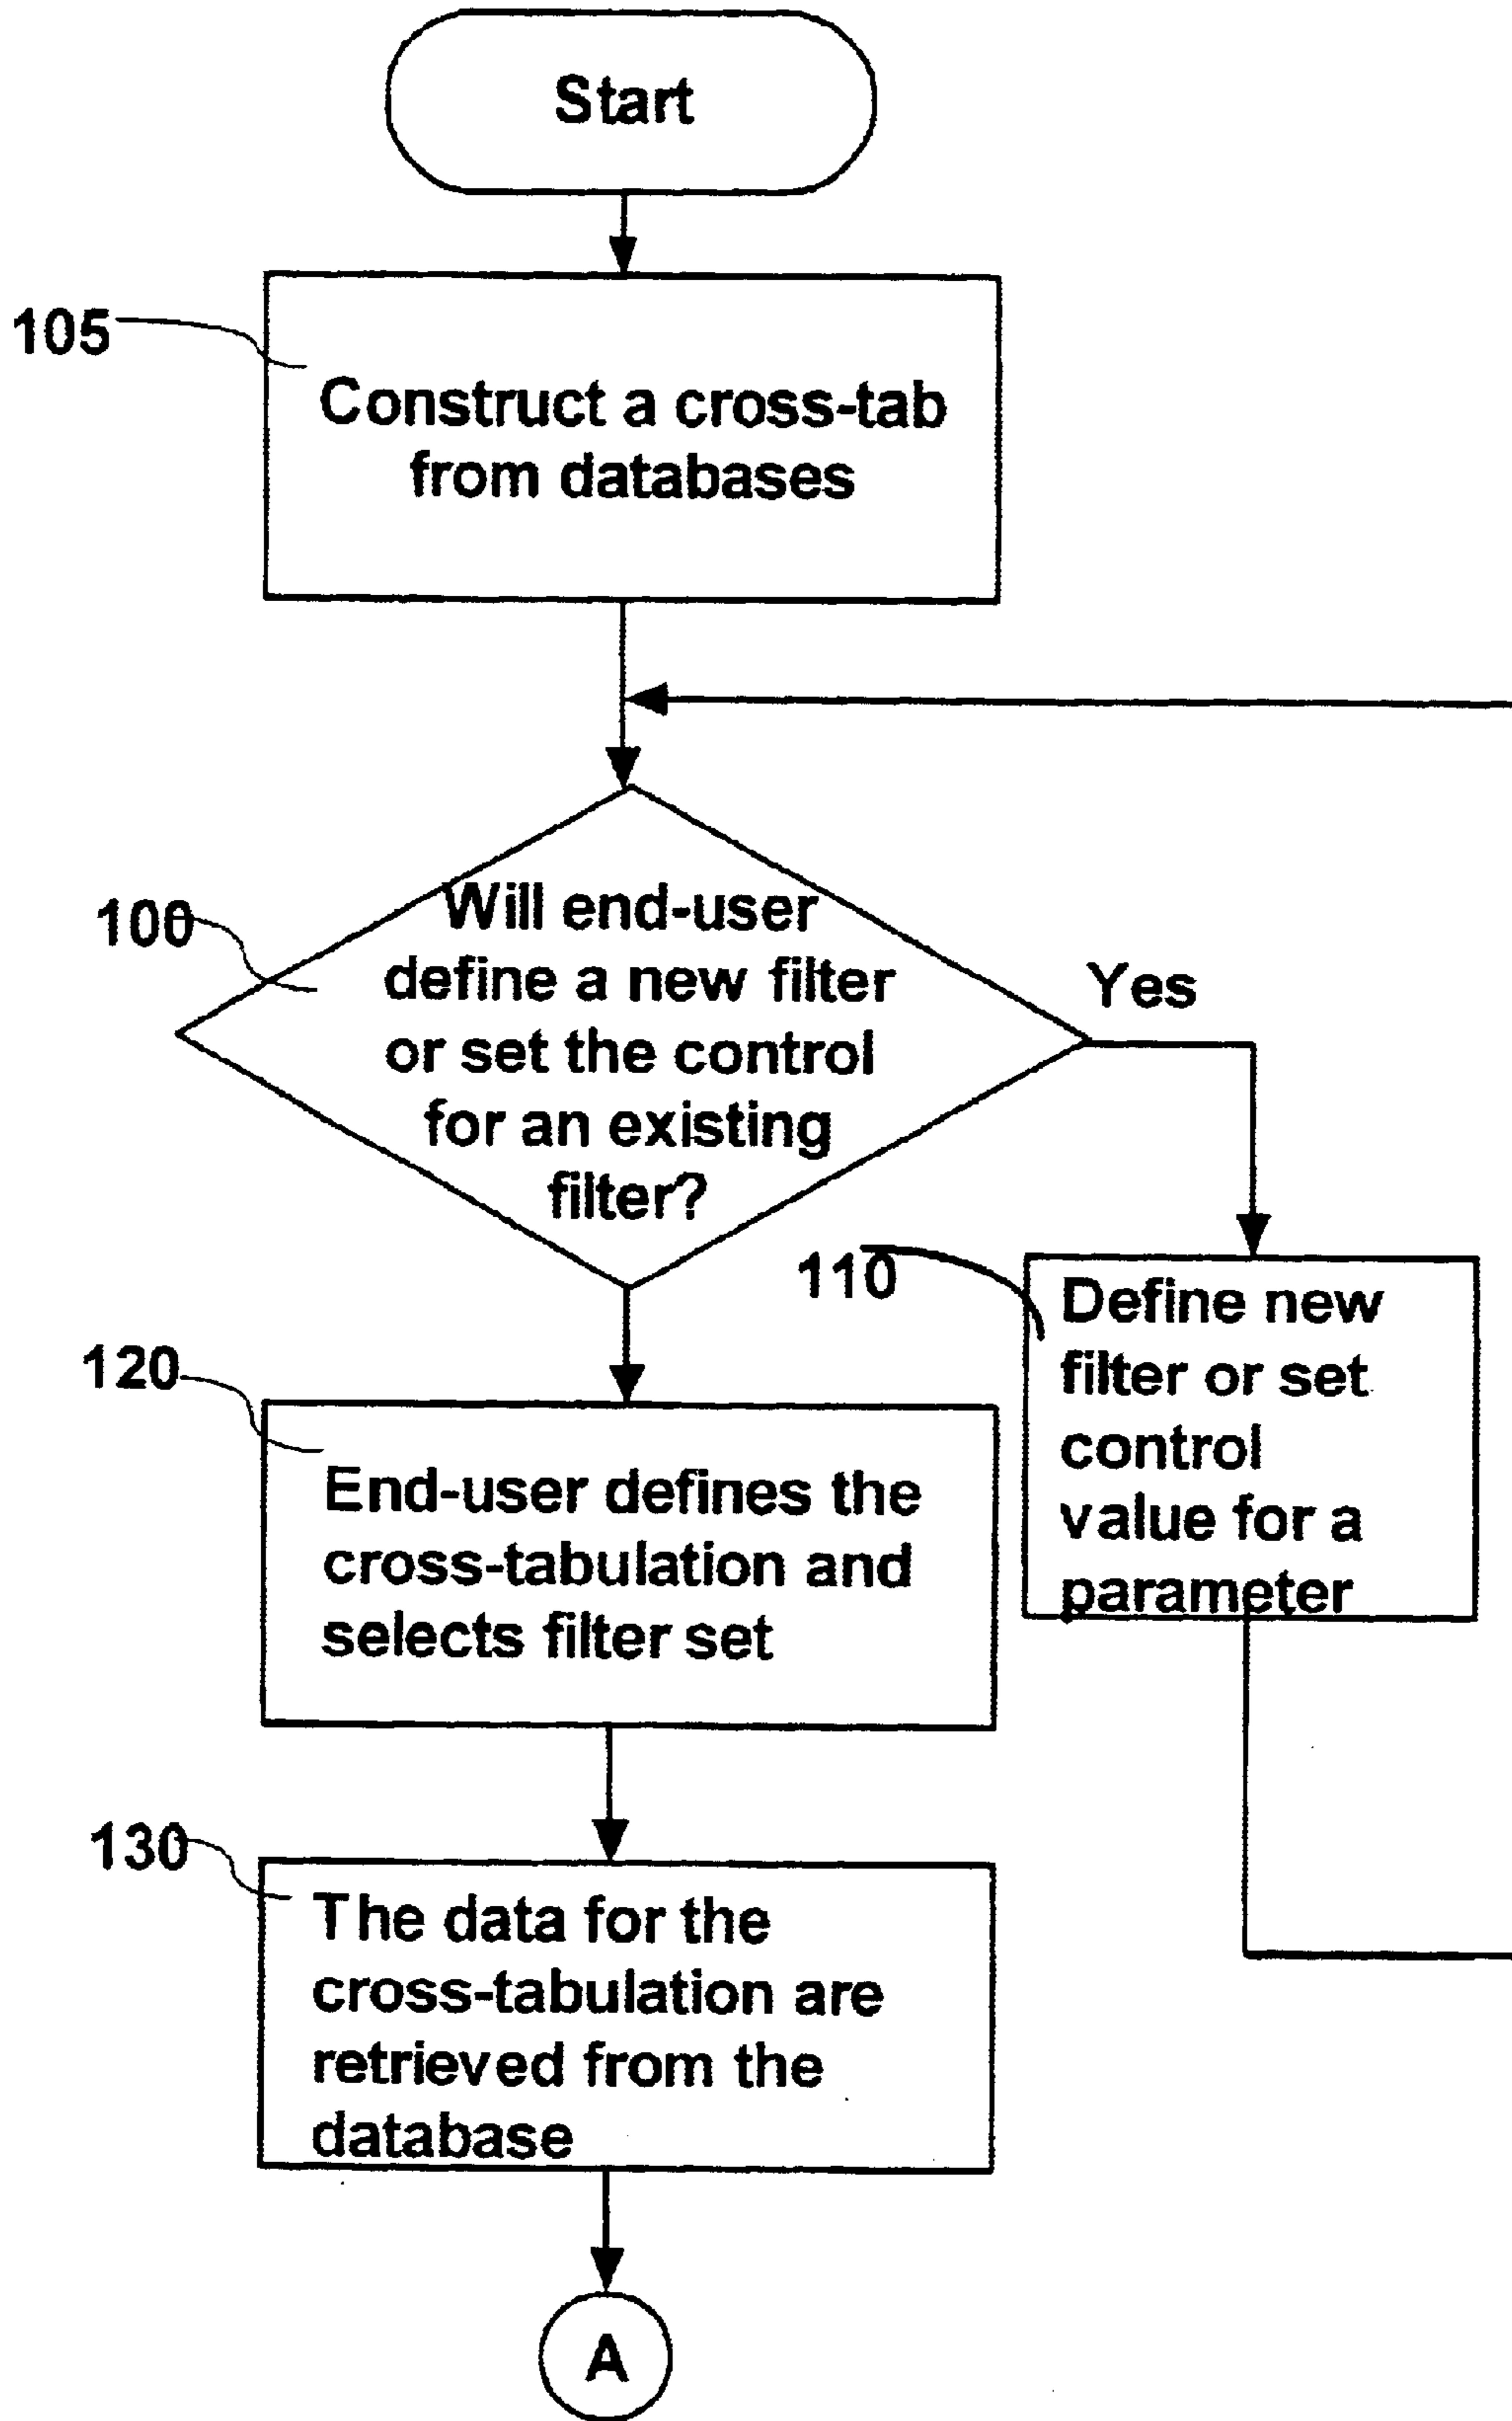 Start
105
Construct a cross-tab
from databases
100
Will end-user
define a new filter
or set the control
for an existing
filter?
Yes
110
Define new
filter or set
control
value for a
parameter
120
End-user defines the
cross-tabulation and
selects filter set
130
The data for the
cross-tabulation are
retrieved from the
database
A